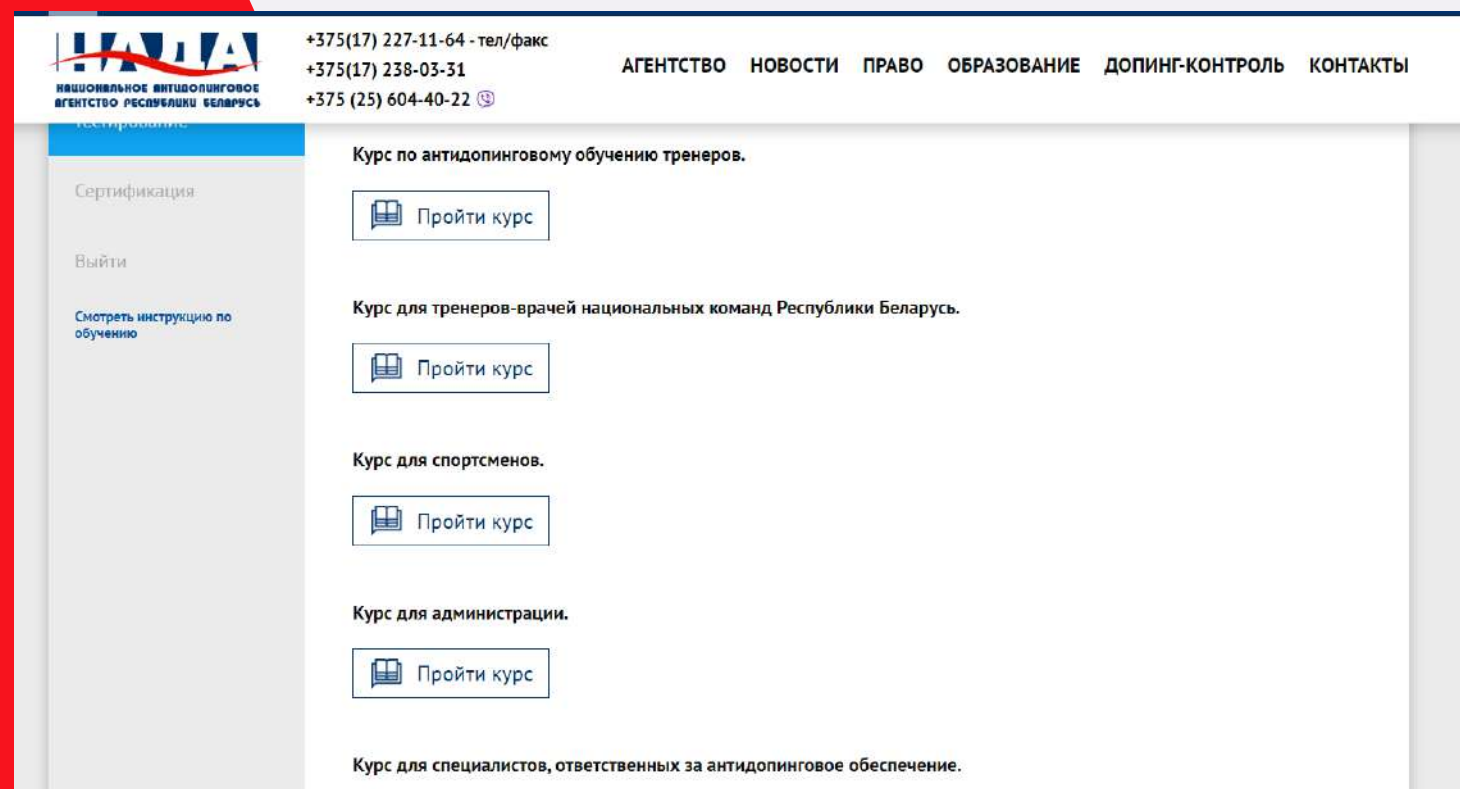 НАДА
НАЦИОНАЛЬНОЕ АНТИДОПИНГОВОЕ
АГЕНТСТВО РЕСПУБЛИКИ БЕЛАРУСЬ
+375(17) 227-11-64 - тел/факс
+375(17) 238-03-31
+375 (25) 604-40-22
АГЕНТСТВО НОВОСТИ ПРАВО ОБРАЗОВАНИЕ ДОПИНГ-КОНТРОЛЬ КОНТАКТЫ
Тестирование
Сертификация
Выйти
Смотреть инструкцию по
обучению
Курс по антидопинговому обучению тренеров.
Пройти курс
Курс для тренеров-врачей национальных команд Республики Беларусь.
Пройти курс
Курс для спортсменов.
Пройти курс
Курс для администрации.
Пройти курс
Курс для специалистов, ответственных за антидопинговое обеспечение.